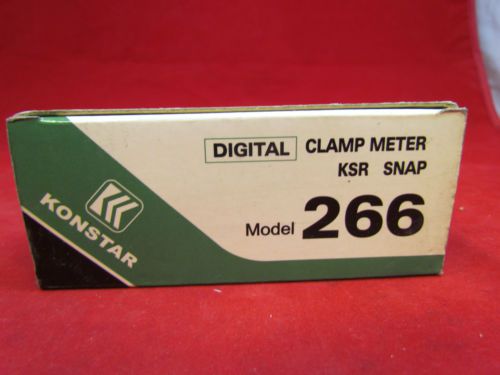 DIGITAL CLAMP METER
KSR SNAP
Model 266
KONSTAR